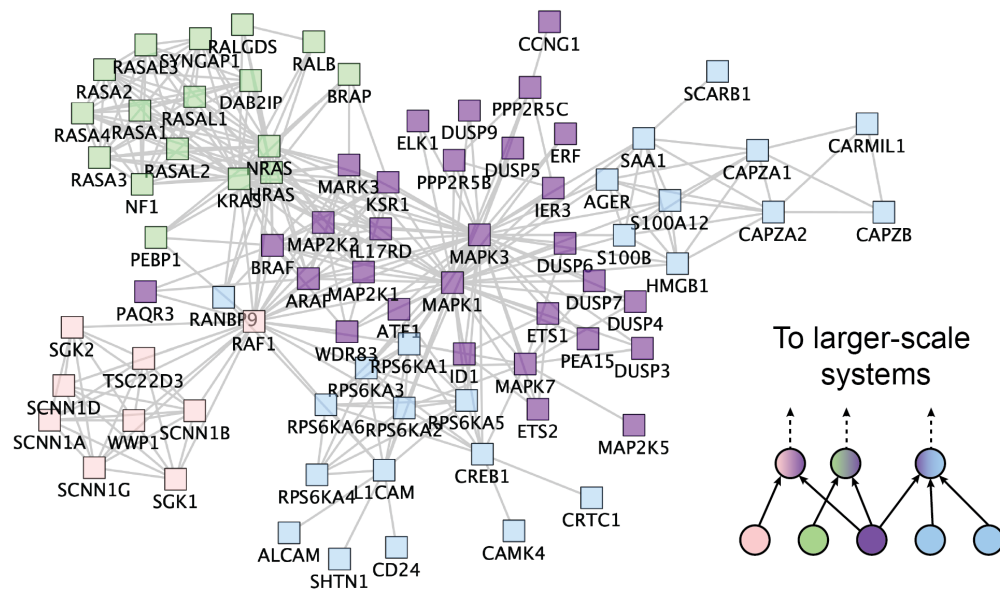 CCNG1
RALGDS
SYNGAP1
RASAL3
RALB
RASA2
DAB2IP
BRAP
SCARB1
PPP2R5C
RASAL1
RASA4
RASA1
DUSP9
ELK1
ERF
DUSP5
CARMIL1
SAA1
RASAL2
RASA3
NRAS
MARK3
PPP2R5B
CAPZA1
NF1
KRAS
HRAS
KSR1
IER3
AGER
S100A12
CAPZA2
CAPZB
MAP2K2
IL17RD
MAPK3
PEBP1
BRAF
DUSP6
S100B
HMGB1
ARAF
MAP2K1
MAPK1
DUSP7
PAQR3
RANBP9
RAF1
ATF1
ETS1
DUSP4
SGK2
WDR83
RPS6KA1
PEA15
DUSP3
To larger-scale
systems
TSC22D3
RPS6KA3
ID1
MAPK7
SCNN1D
RPS6KA6
RPS6KA2
RPS6KA5
ETS2
SCNN1A
WWP1
SCNN1B
MAP2K5
CREB1
SCNN1G
SGK1
RPS6KA4
L1CAM
CRTC1
ALCAM
SHTN1
CD24
CAMK4